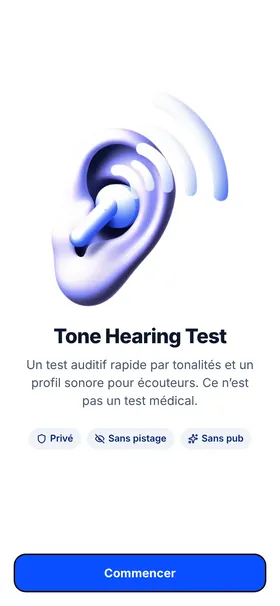 Tone Hearing Test
Un test auditif rapide par tonalités et un
profil sonore pour écouteurs. Ce n’est
pas un test médical.
Privé
Sans pistage
Sans pub
Commencer